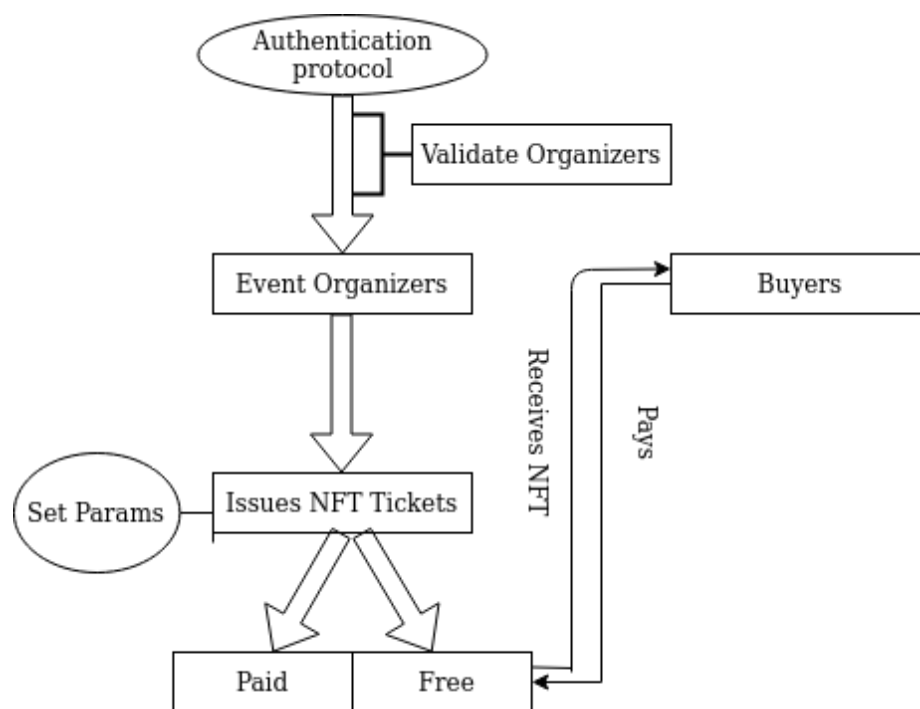 Authentication
protocol
Validate Organizers
Event Organizers
Buyers
Receives NFT
Pays
Set Params
Issues NFT Tickets
Paid
Free